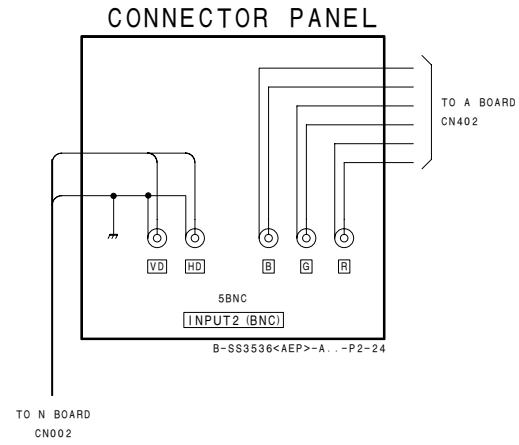 CONNECTOR PANEL
TO A BOARD
CN402
VD HD B G R
5BNC
INPUT2 (BNC)
B-SS3536<AEP>-A..-P2-24
TO N BOARD
CN002